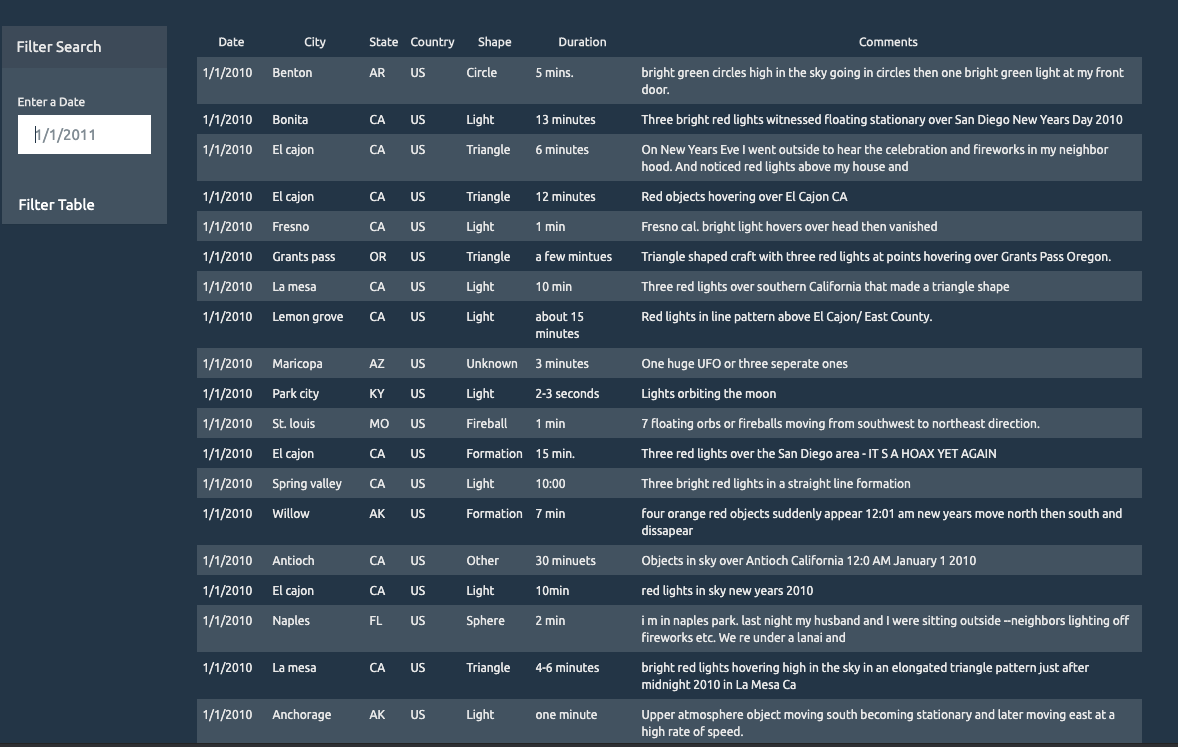 Filter Search
Enter a Date
1/1/2011
Filter Table
Date City State Country Shape Duration Comments
1/1/2010 Benton AR US Circle 5 mins. bright green circles high in the sky going in circles then one bright green light at my front
door.
1/1/2010 Bonita CA US Light 13 minutes Three bright red lights witnessed floating stationary over San Diego New Years Day 2010
1/1/2010 El cajon CA US Triangle 6 minutes On New Years Eve I went outside to hear the celebration and fireworks in my neighbor
hood. And noticed red lights above my house and
1/1/2010 El cajon CA US Triangle 12 minutes Red objects hovering over El Cajon CA
1/1/2010 Fresno CA US Light 1 min Fresno cal. bright light hovers over head then vanished
1/1/2010 Grants pass OR US Triangle a few mintues Triangle shaped craft with three red lights at points hovering over Grants Pass Oregon.
1/1/2010 La mesa CA US Light 10 min Three red lights over southern California that made a triangle shape
1/1/2010 Lemon grove CA US Light about 15 Red lights in line pattern above El Cajon/ East County.
minutes
1/1/2010 Maricopa AZ US Unknown 3 minutes One huge UFO or three seperate ones
1/1/2010 Park city KY US Light 2-3 seconds Lights orbiting the moon
1/1/2010 St. louis MO US Fireball 1 min 7 floating orbs or fireballs moving from southwest to northeast direction.
1/1/2010 El cajon CA US Formation 15 min. Three red lights over the San Diego area - IT S A HOAX YET AGAIN
1/1/2010 Spring valley CA US Light 10:00 Three bright red lights in a straight line formation
1/1/2010 Willow AK US Formation 7 min four orange red objects suddenly appear 12:01 am new years move north then south and
dissapear
1/1/2010 Antioch CA US Other 30 minuets Objects in sky over Antioch California 12:0 AM January 1 2010
1/1/2010 El cajon CA US Light 10min red lights in sky new years 2010
1/1/2010 Naples FL US Sphere 2 min i m in naples park. last night my husband and I were sitting outside --neighbors lighting off
fireworks etc. We re under a lanai and
1/1/2010 La mesa CA US Triangle 4-6 minutes bright red lights hovering high in the sky in an elongated triangle pattern just after
midnight 2010 in La Mesa Ca
1/1/2010 Anchorage AK US Light one minute Upper atmosphere object moving south becoming stationary and later moving east at a
high rate of speed.